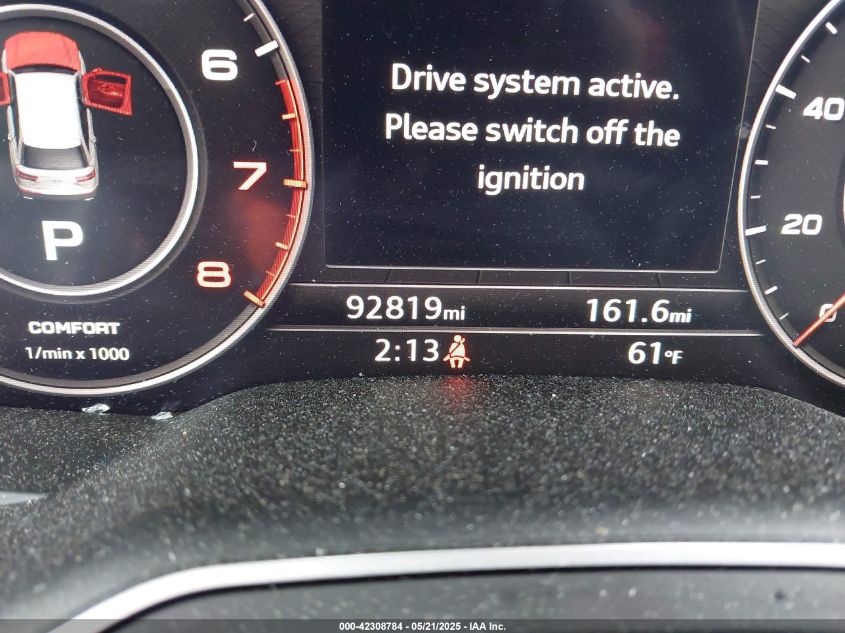 6
7
8
P
COMFORT
1/min x 1000
Drive system active.
Please switch off the
ignition
92819mi
161.6mi
2:13
61°F
40
20
0
000-42308784 - 05/21/2025 - IAA Inc.